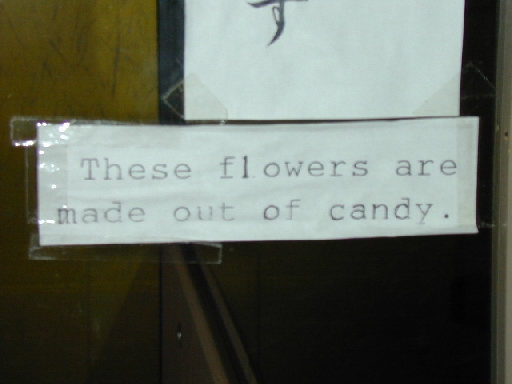 These flowers are
made out of candy.